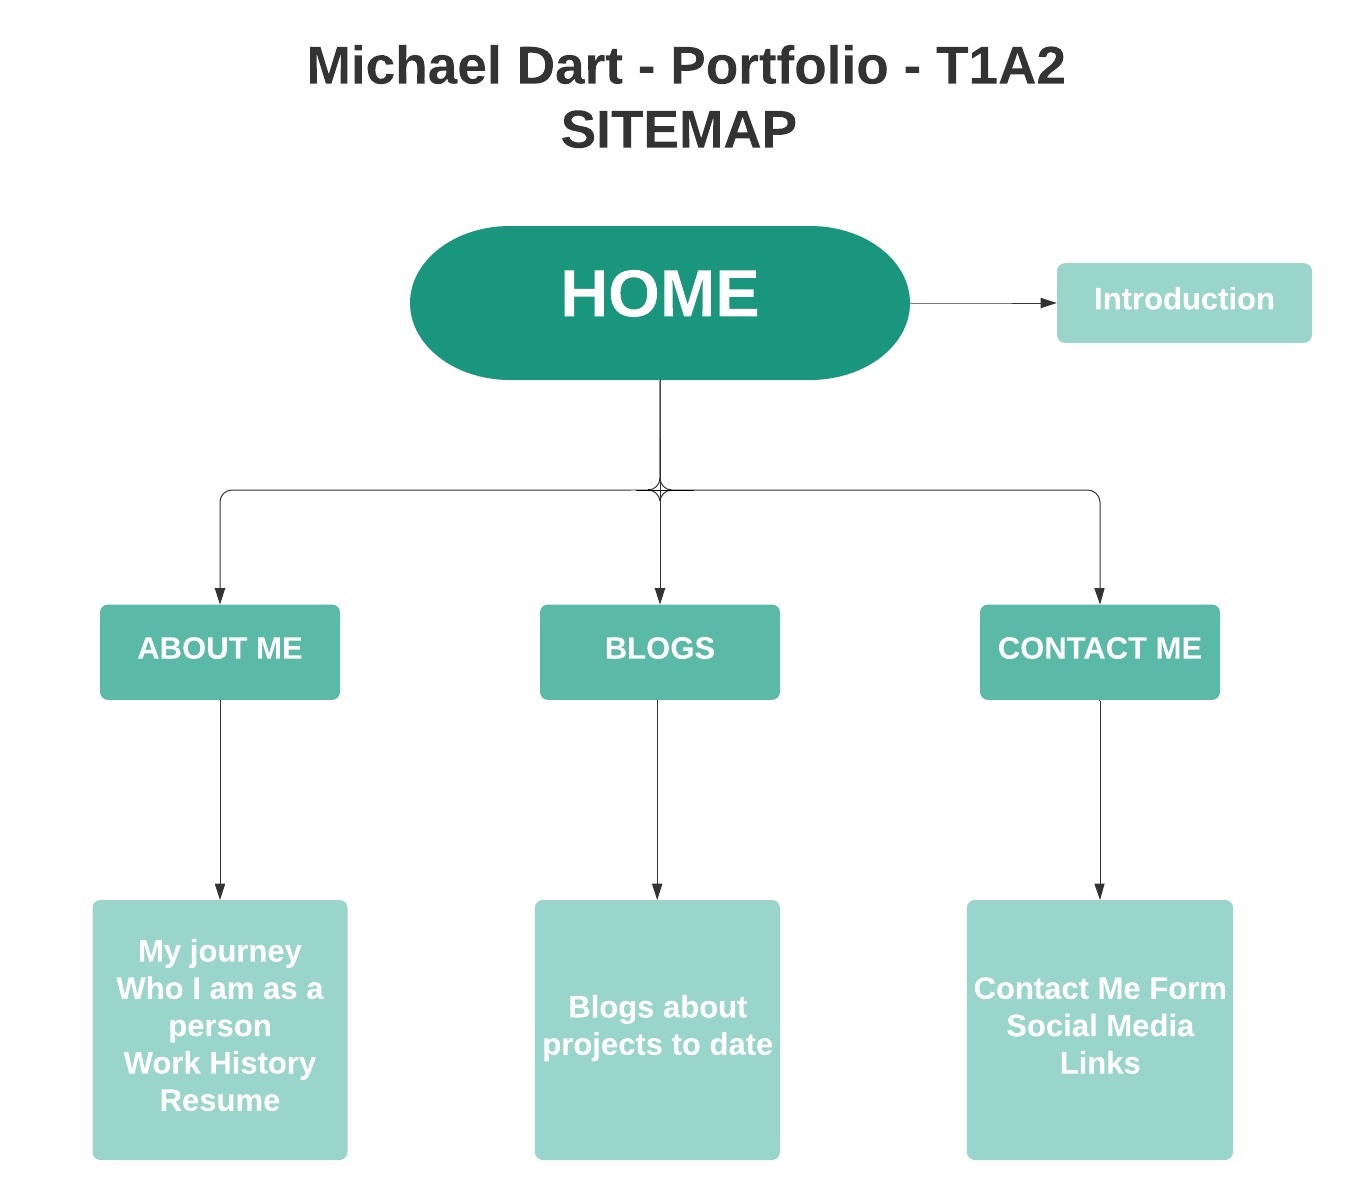 Michael Dart - Portfolio - T1A2
SITEMAP
HOME
Introduction
ABOUT ME
BLOGS
CONTACT ME
My journey
Who I am as a
person
Work History
Resume
Blogs about
projects to date
Contact Me Form
Social Media
Links